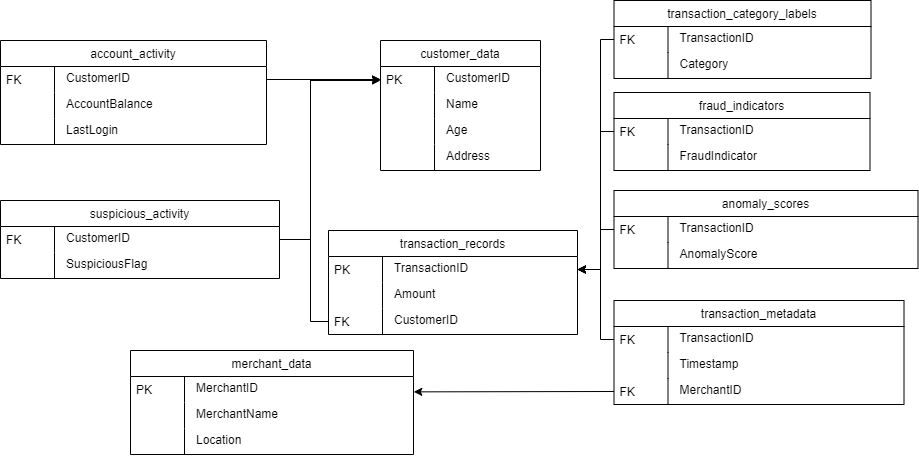 account_activity
FK CustomerID
AccountBalance
LastLogin
customer_data
PK CustomerID
Name
Age
Address
transaction_category_labels
FK TransactionID
Category
fraud_indicators
FK TransactionID
FraudIndicator
suspicious_activity
FK CustomerID
SuspiciousFlag
transaction_records
PK TransactionID
Amount
FK CustomerID
anomaly_scores
FK TransactionID
AnomalyScore
transaction_metadata
FK TransactionID
Timestamp
FK MerchantID
merchant_data
PK MerchantID
MerchantName
Location